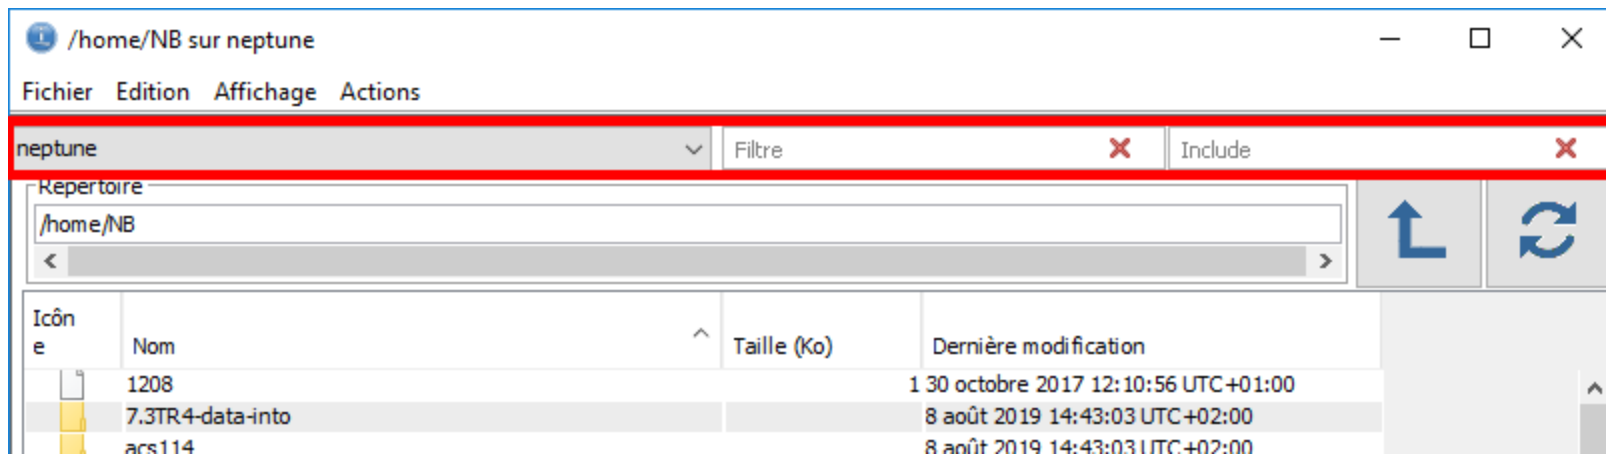 /home/NB sur neptune
Fichier Edition Affichage Actions
neptune Filtre Include
Répertoire
/home/NB
Icôn
e Nom Taille (Ko) Dernière modification
1208 1 30 octobre 2017 12:10:56 UTC+01:00
7.3TR4-data-into 8 août 2019 14:43:03 UTC+02:00
acs114 8 août 2019 14:43:03 UTC+02:00